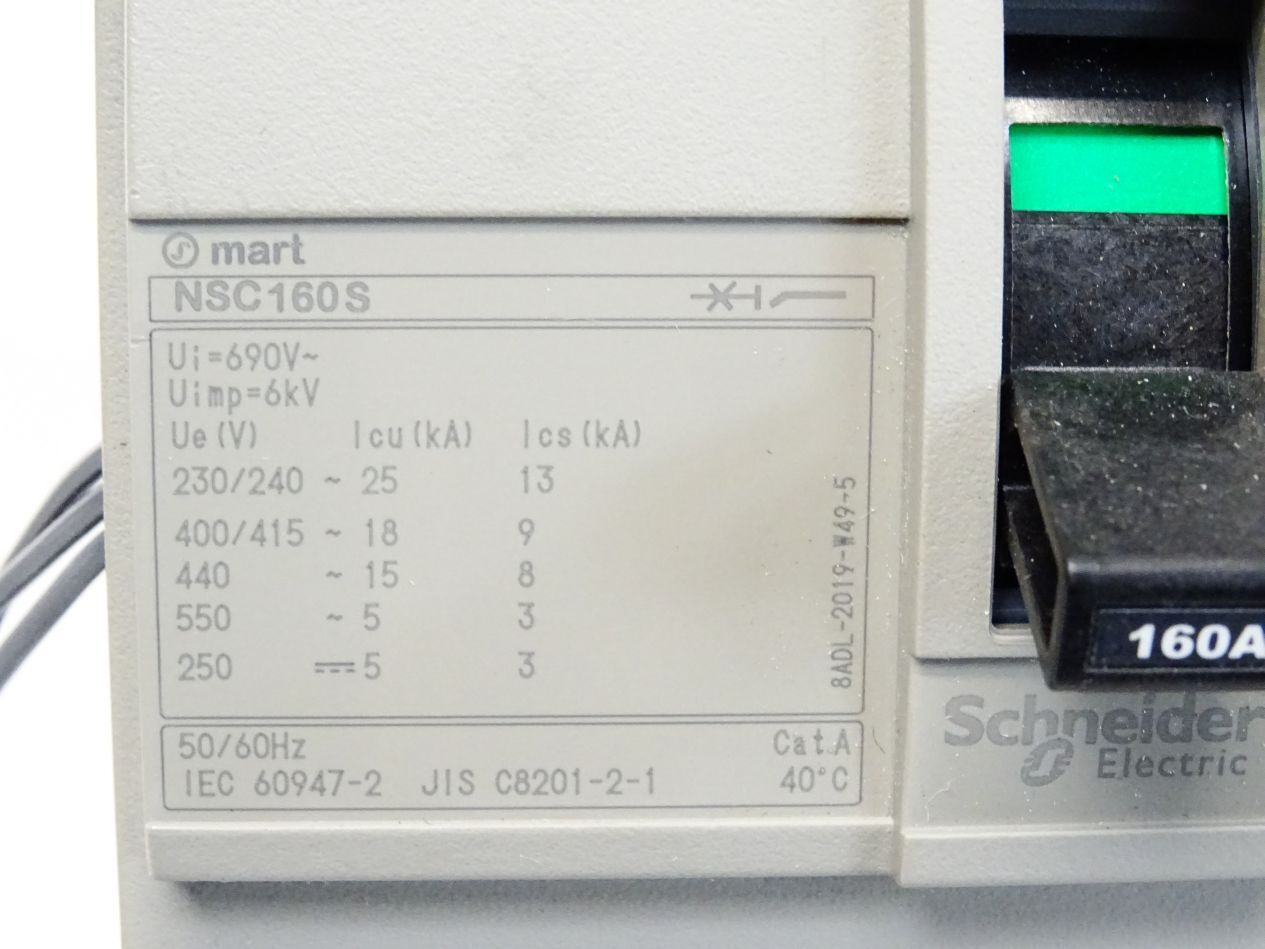 mart
NSC160S
Ui=690V~
Uimp=6kV
Ue(V) Icu(kA) Ics(kA)
230/240 ~ 25 13
400/415 ~ 18 9
440 ~ 15 8
550 ~ 5 3
250 ⎓ 5 3
8ADL-2019-W49-5
50/60Hz Cat.A
IEC 60947-2 JIS C8201-2-1 40°C
160A
Schneider
Electric